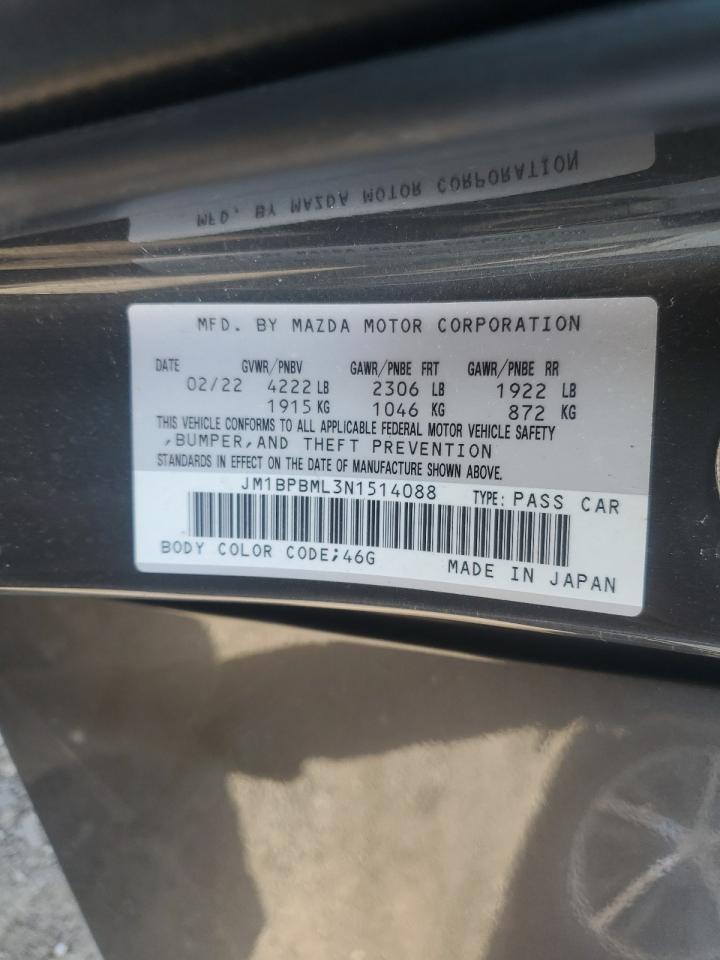 MFD. BY MAZDA MOTOR CORPORATION
MFD. BY MAZDA MOTOR CORPORATION
DATE GVWR/PNBV GAWR/PNBE FRT GAWR/PNBE RR
02/22 4222 LB 2306 LB 1922 LB
1915 KG 1046 KG 872 KG
THIS VEHICLE CONFORMS TO ALL APPLICABLE FEDERAL MOTOR VEHICLE SAFETY
,BUMPER,AND THEFT PREVENTION
STANDARDS IN EFFECT ON THE DATE OF MANUFACTURE SHOWN ABOVE.
JM1BPBML3N1514088 TYPE: PASS CAR
BODY COLOR CODE;46G MADE IN JAPAN